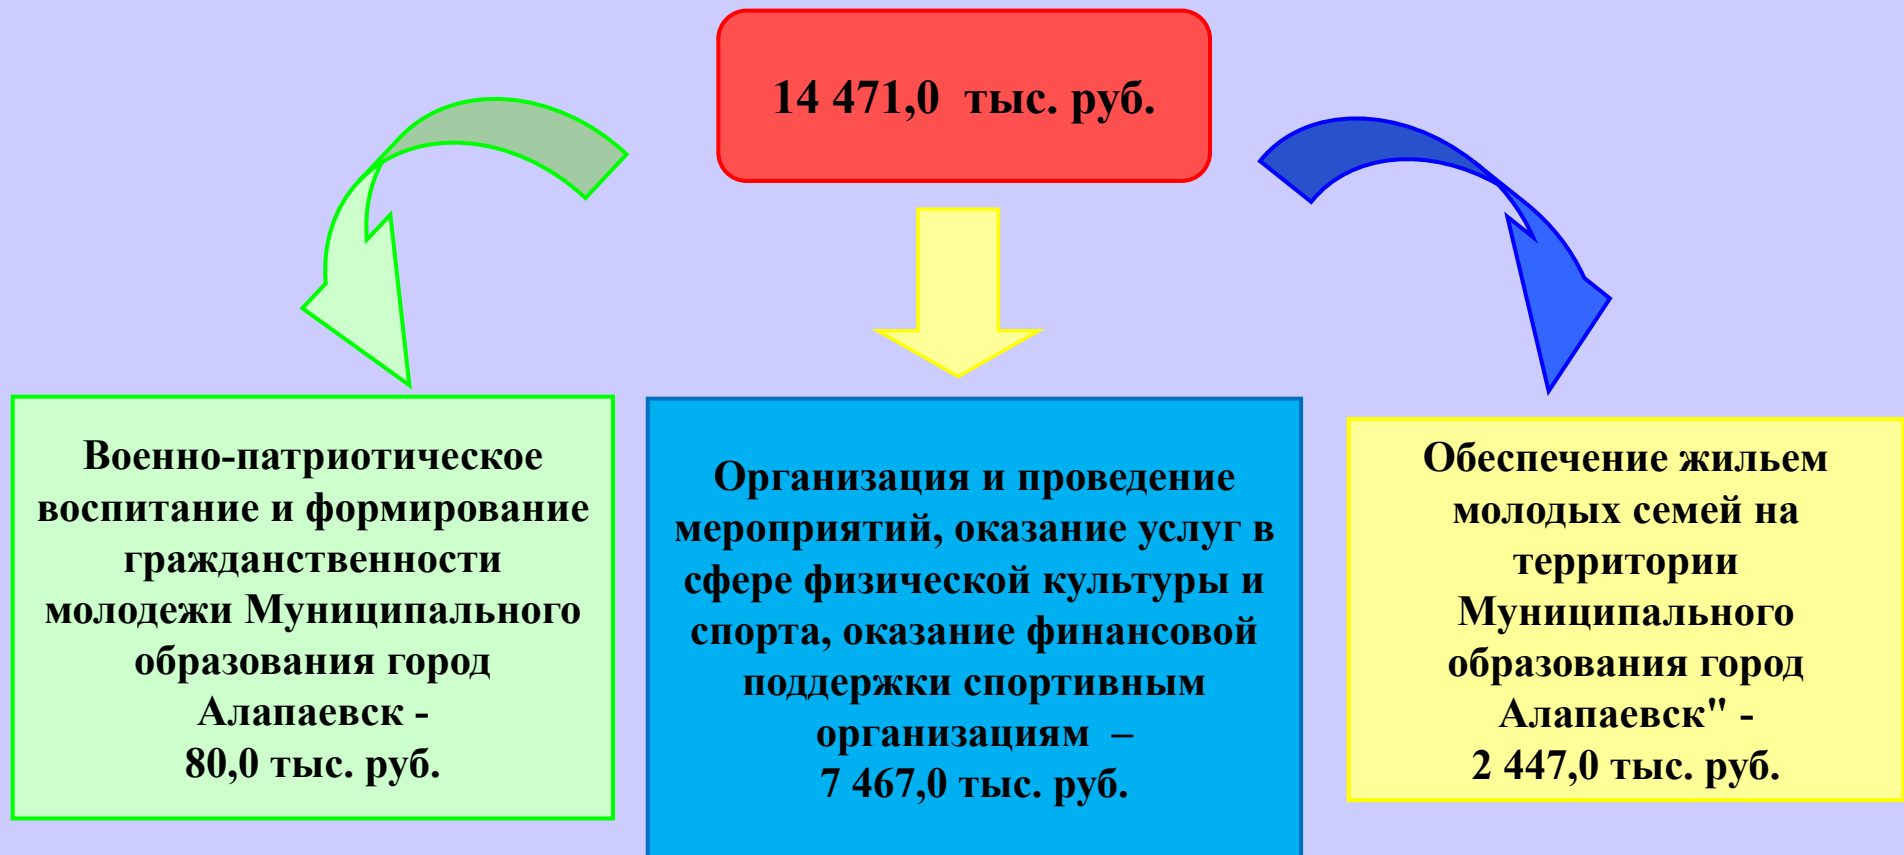 14 471,0 тыс. руб.
Военно-патриотическое
воспитание и формирование
гражданственности
молодежи Муниципального
образования город
Алапаевск -
80,0 тыс. руб.
Организация и проведение
мероприятий, оказание услуг в
сфере физической культуры и
спорта, оказание финансовой
поддержки спортивным
организациям –
7 467,0 тыс. руб.
Обеспечение жильем
молодых семей на
территории
Муниципального
образования город
Алапаевск" -
2 447,0 тыс. руб.